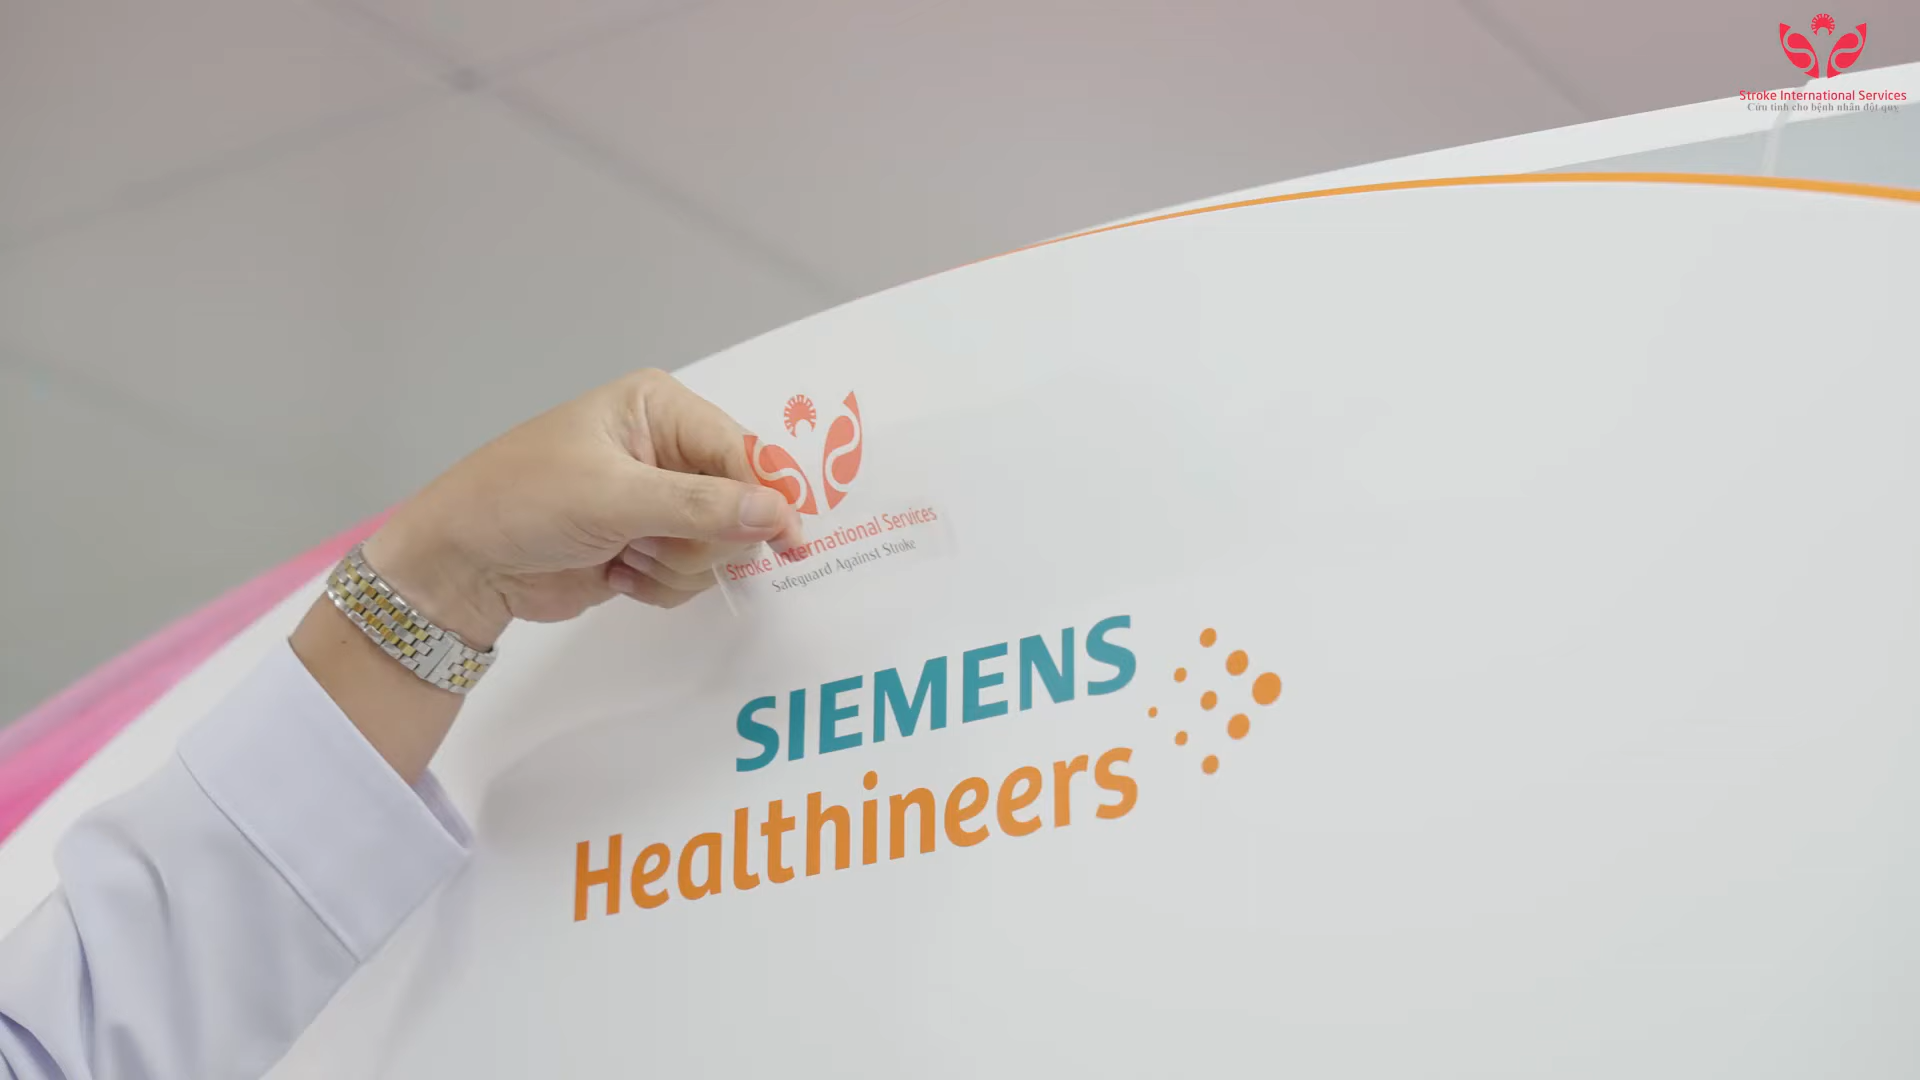 Stroke International Services
Cứu tinh cho bệnh nhân đột quỵ
Stroke International Services
Safeguard Against Stroke
SIEMENS
Healthineers